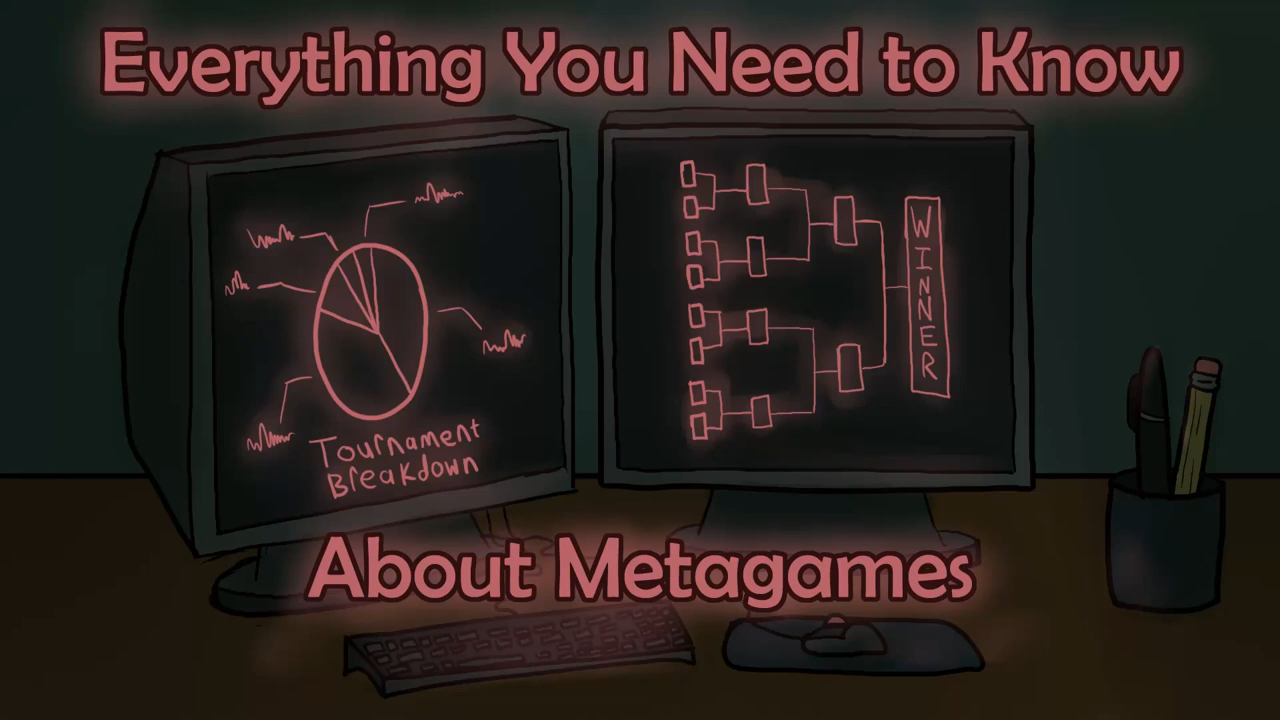 Everything You Need to Know
Tournament
Breakdown
WINNER
About Metagames